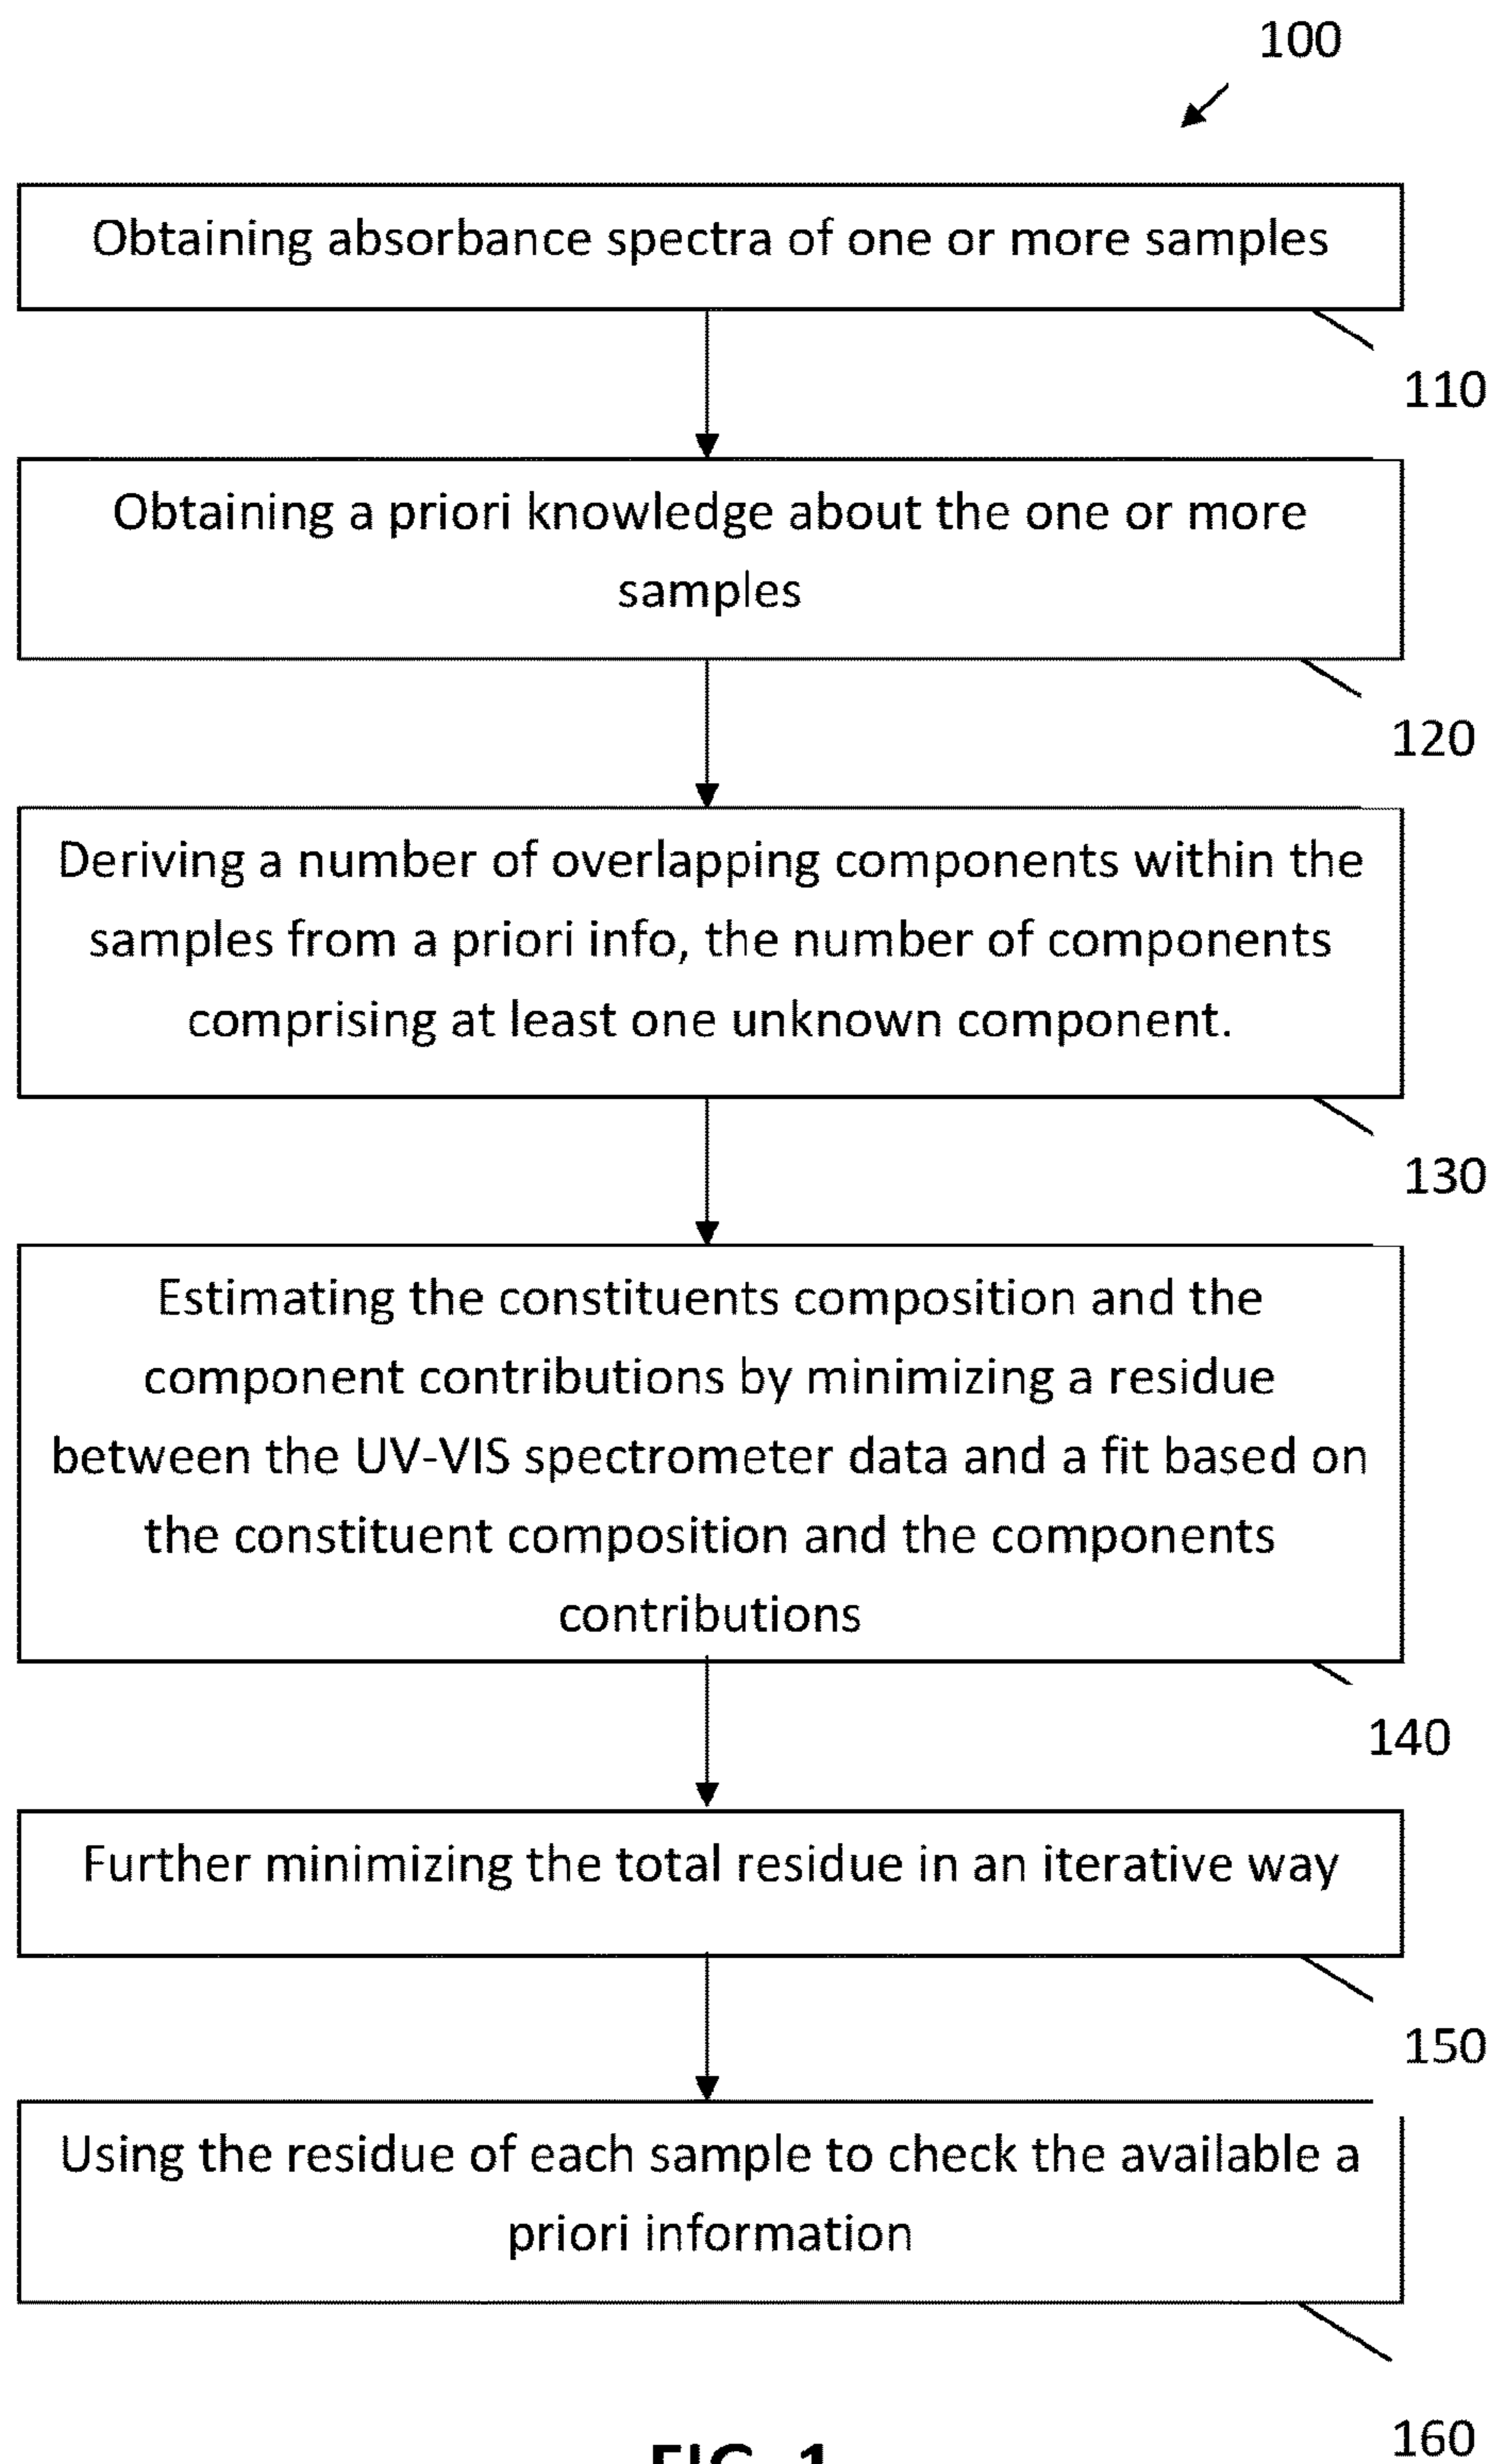 100
Obtaining absorbance spectra of one or more samples
110
Obtaining a priori knowledge about the one or more
samples
120
Deriving a number of overlapping components within the
samples from a priori info, the number of components
comprising at least one unknown component.
130
Estimating the constituents composition and the
component contributions by minimizing a residue
between the UV-VIS spectrometer data and a fit based on
the constituent composition and the components
contributions
140
Further minimizing the total residue in an iterative way
150
Using the residue of each sample to check the available a
priori information
160
FIG. 1